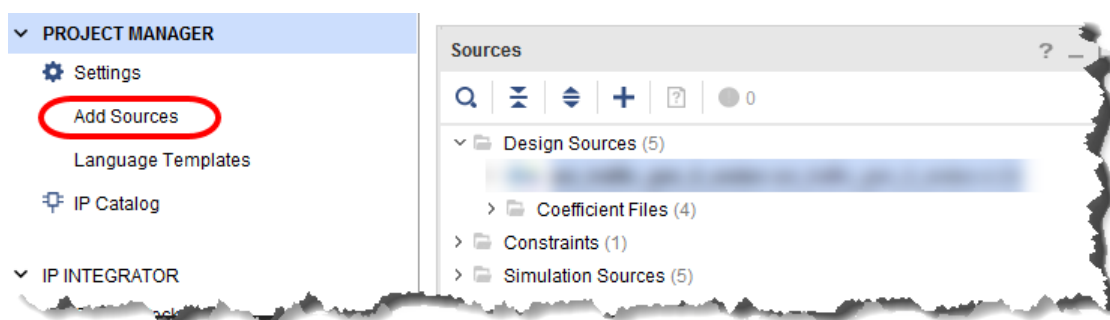 PROJECT MANAGER
Settings
Add Sources
Language Templates
IP Catalog
IP INTEGRATOR
Sources
? _
0
Design Sources (5)
Coefficient Files (4)
Constraints (1)
Simulation Sources (5)